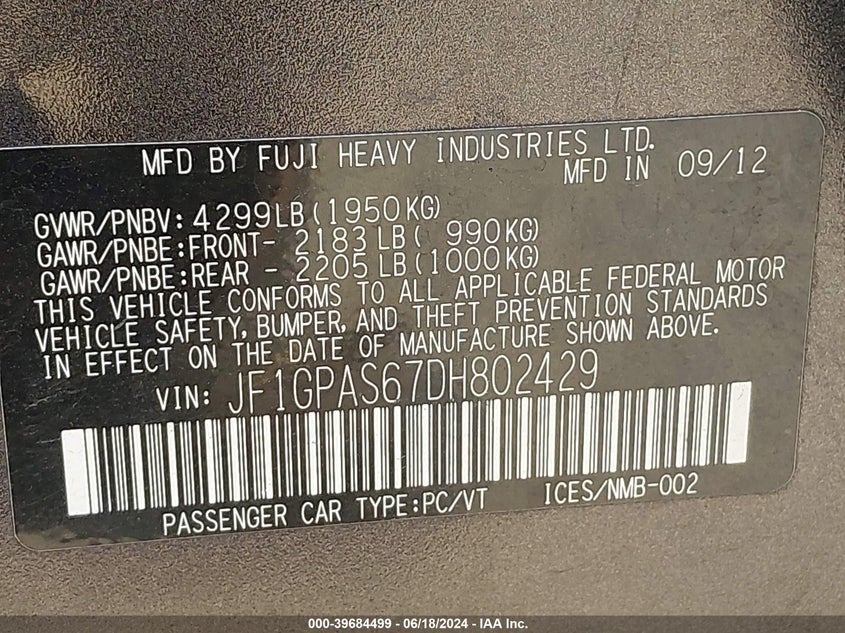 MFD BY FUJI HEAVY INDUSTRIES LTD.
MFD IN 09/12
GVWR/PNBV: 4299LB(1950KG)
GAWR/PNBE:FRONT- 2183LB( 990KG)
GAWR/PNBE:REAR - 2205LB(1000KG)
THIS VEHICLE CONFORMS TO ALL APPLICABLE FEDERAL MOTOR
VEHICLE SAFETY, BUMPER, AND THEFT PREVENTION STANDARDS
IN EFFECT ON THE DATE OF MANUFACTURE SHOWN ABOVE.
VIN: JF1GPAS67DH802429
PASSENGER CAR TYPE:PC/VT ICES/NMB-002
000-39684499 - 06/18/2024 - IAA Inc.